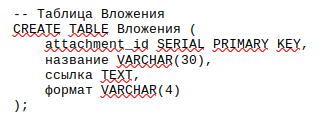 -- Таблица Вложения
CREATE TABLE Вложения (
    attachment_id SERIAL PRIMARY KEY,
    название VARCHAR(30),
    ссылка TEXT,
    формат VARCHAR(4)
);